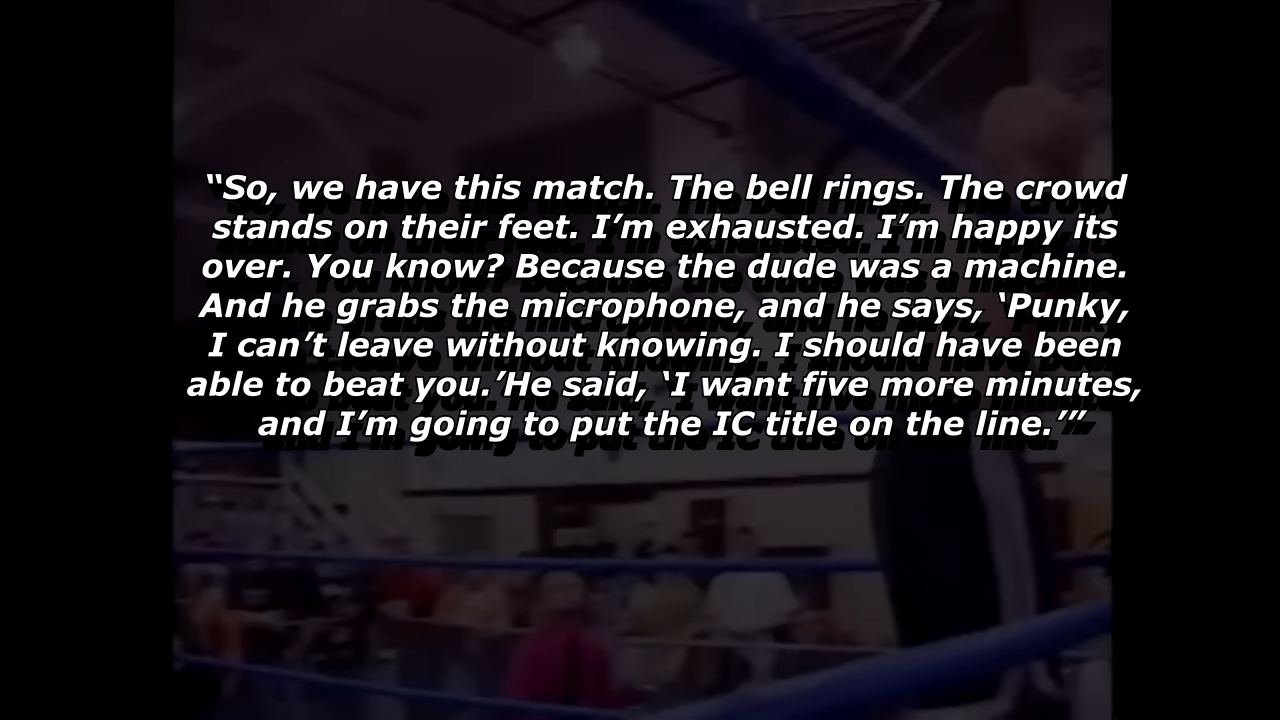 “So, we have this match. The bell rings. The crowd
stands on their feet. I’m exhausted. I’m happy its
over. You know? Because the dude was a machine.
And he grabs the microphone, and he says, ‘Punky,
I can’t leave without knowing. I should have been
able to beat you.’He said, ‘I want five more minutes,
and I’m going to put the IC title on the line.’”